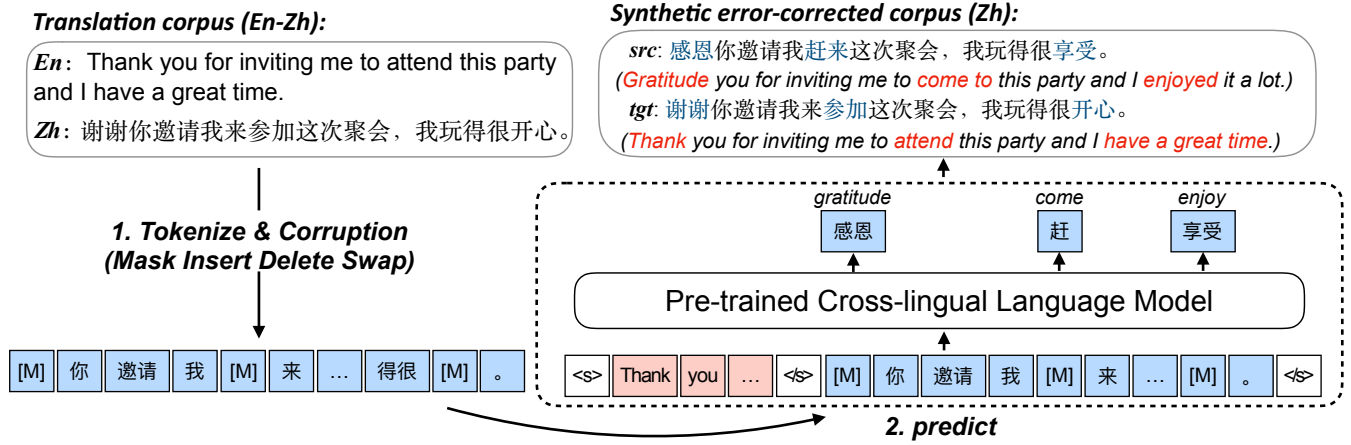 Translation corpus (En-Zh):
En: Thank you for inviting me to attend this party
and I have a great time.
Zh: 谢谢你邀请我来参加这次聚会，我玩得很开心。
1. Tokenize & Corruption
(Mask Insert Delete Swap)
[M] 你 邀请 我 [M] 来 … 得很 [M] 。
Synthetic error-corrected corpus (Zh):
src: 感恩你邀请我赶来这次聚会，我玩得很享受。
(Gratitude you for inviting me to come to this party and I enjoyed it a lot.)
tgt: 谢谢你邀请我来参加这次聚会，我玩得很开心。
(Thank you for inviting me to attend this party and I have a great time.)
gratitude come enjoy
感恩 赶 享受
Pre-trained Cross-lingual Language Model
<s> Thank you … </s> [M] 你 邀请 我 [M] 来 … [M] 。 </s>
2. predict